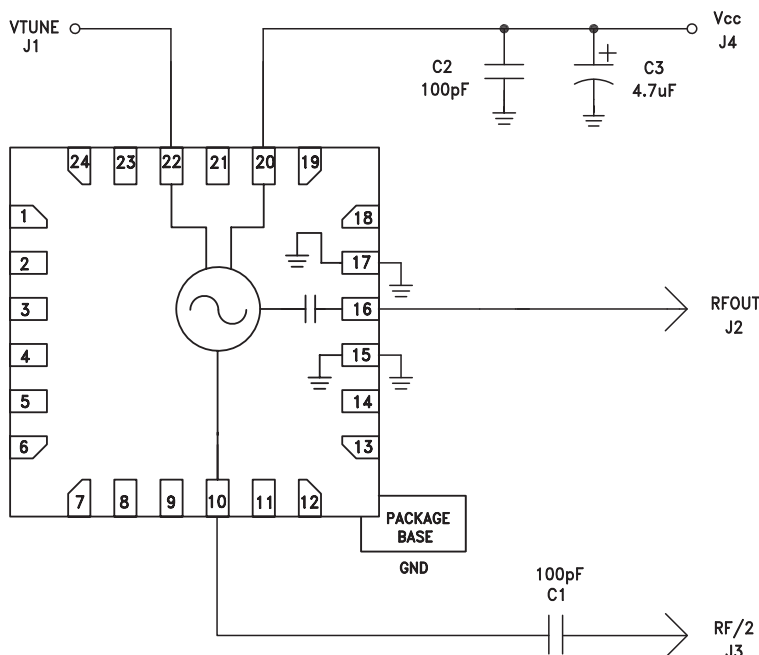 VTUNE
J1
Vcc
J4
C2
100pF
+
C3
4.7uF
24
23
22
21
20
19
1
2
3
4
5
6
18
17
16
15
14
13
RFOUT
J2
7
8
9
10
11
12
PACKAGE
BASE
GND
100pF
C1
RF/2
J3